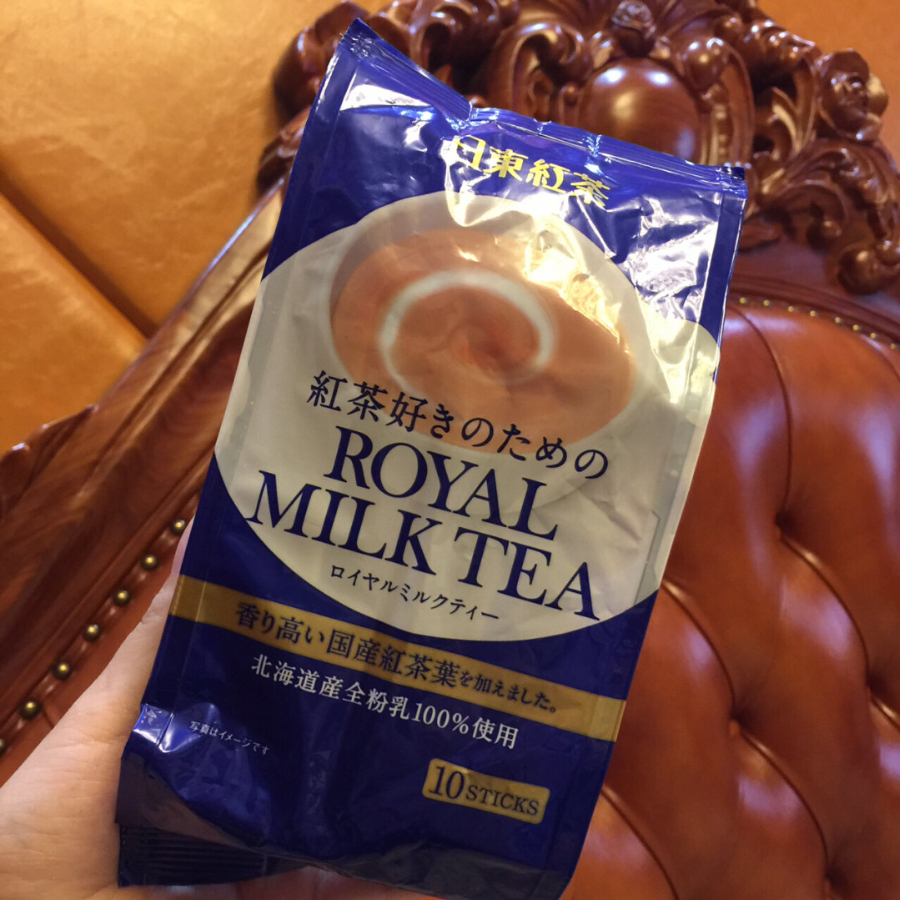 日東紅茶
紅茶好きのための
ROYAL
MILK TEA
ロイヤルミルクティー
香り高い国産紅茶葉を加えました。
北海道産全粉乳100%使用
写真はイメージです
10 STICKS